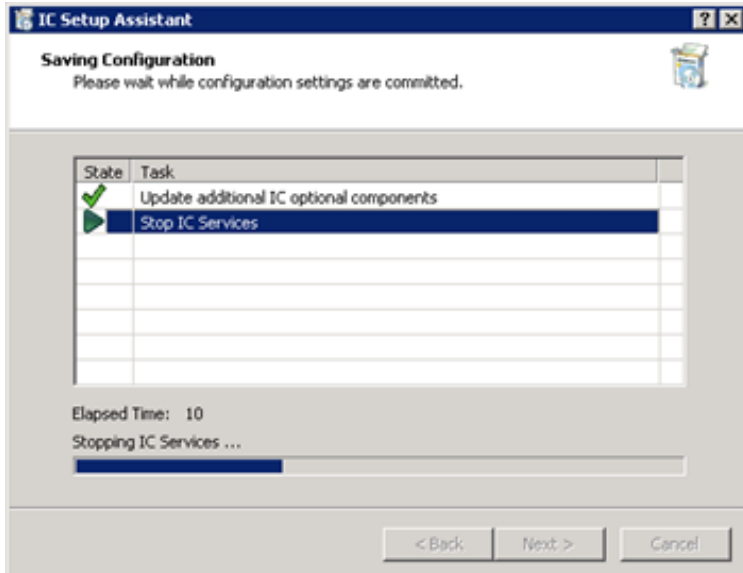 IC Setup Assistant
Saving Configuration
Please wait while configuration settings are committed.
State Task
Update additional IC optional components
Stop IC Services
Elapsed Time: 10
Stopping IC Services ...
< Back Next > Cancel